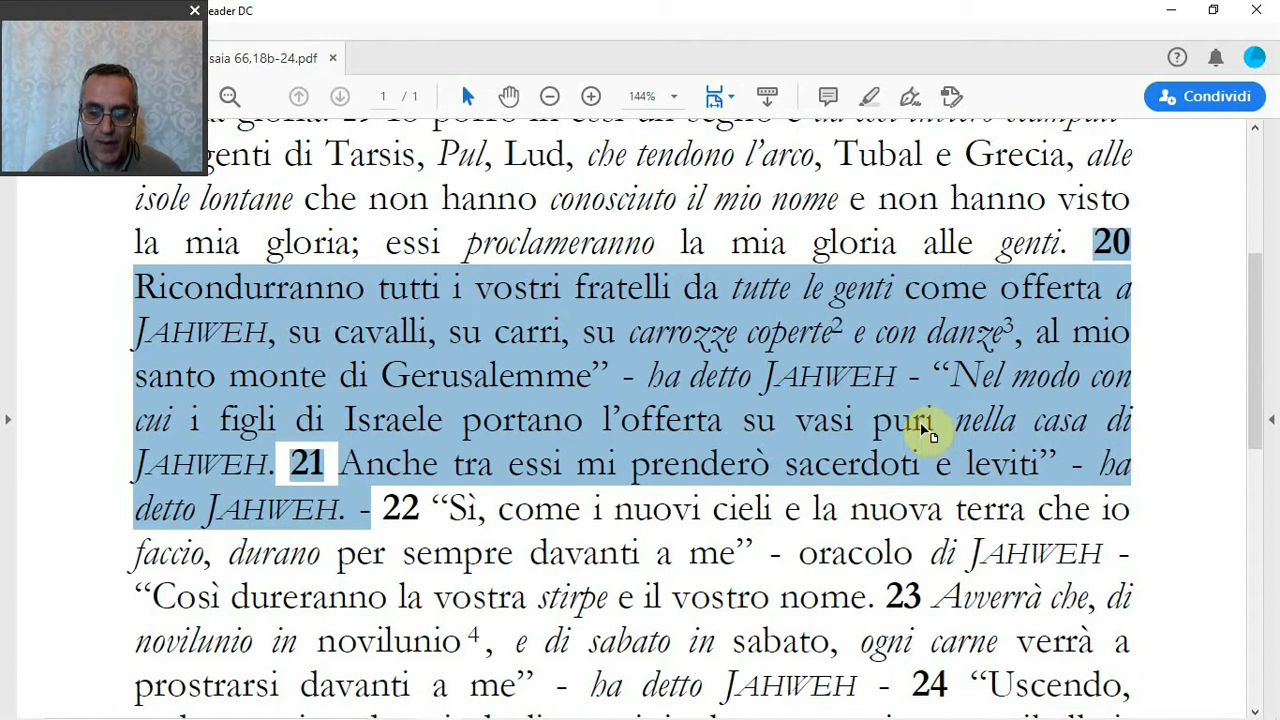 eader DC
saia 66,18b-24.pdf
1 / 1
144%
Condividi
genti di Tarsis, Pul, Lud, che tendono l’arco, Tubal e Grecia, alle
isole lontane che non hanno conosciuto il mio nome e non hanno visto
la mia gloria; essi proclameranno la mia gloria alle genti. 20
Ricondurranno tutti i vostri fratelli da tutte le genti come offerta a
JAHWEH, su cavalli, su carri, su carrozze coperte2 e con danze3, al mio
santo monte di Gerusalemme” - ha detto JAHWEH - “Nel modo con
cui i figli di Israele portano l’offerta su vasi puri nella casa di
JAHWEH. 21 Anche tra essi mi prenderò sacerdoti e leviti” - ha
detto JAHWEH. - 22 “Sì, come i nuovi cieli e la nuova terra che io
faccio, durano per sempre davanti a me” - oracolo di JAHWEH -
“Così dureranno la vostra stirpe e il vostro nome. 23 Avverrà che, di
novilunio in novilunio4, e di sabato in sabato, ogni carne verrà a
prostrarsi davanti a me” - ha detto JAHWEH - 24 “Uscendo,